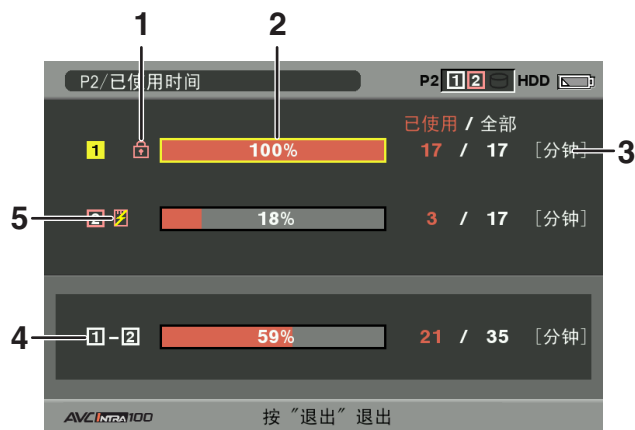 1 2
P2/已使用时间 P2 1 2 HDD
已使用 / 全部
1 100% 17 / 17 [分钟] 3
5 2 18% 3 / 17 [分钟]
4 1-2 59% 21 / 35 [分钟]
AVC INTRA 100 按 "退出" 退出